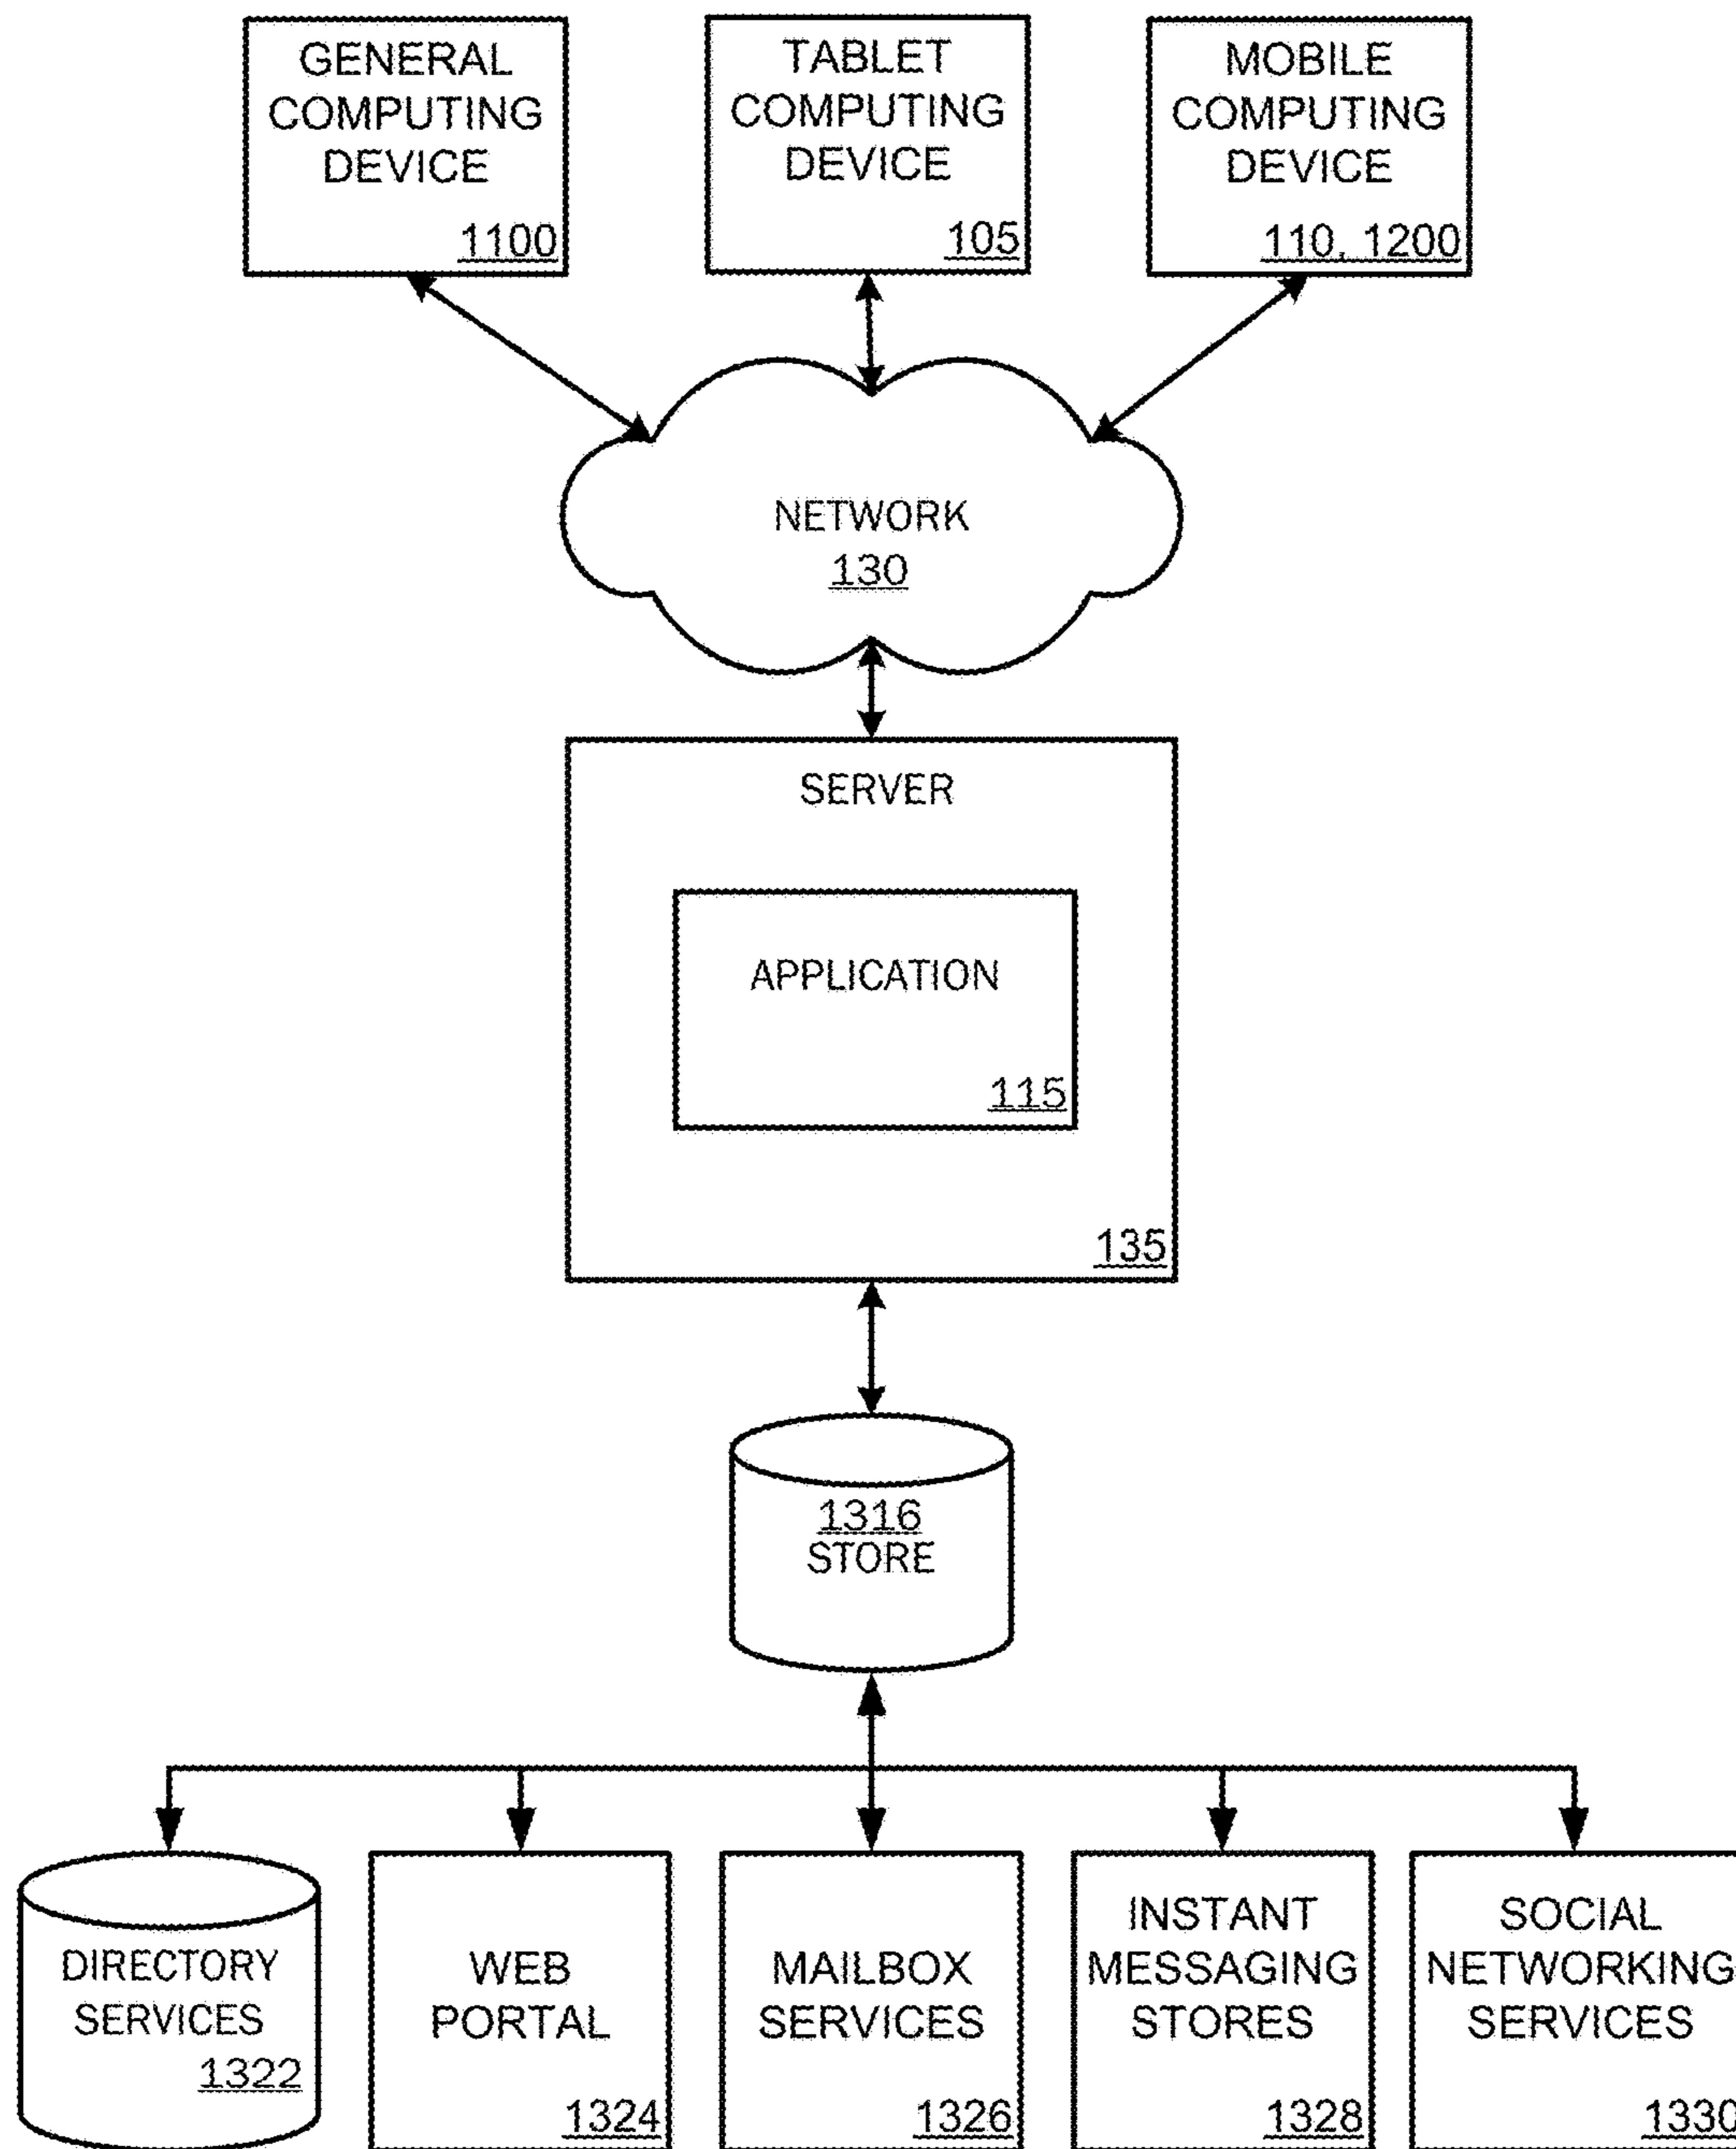 GENERAL
COMPUTING
DEVICE
1100
TABLET
COMPUTING
DEVICE
105
MOBILE
COMPUTING
DEVICE
110, 1200
NETWORK
130
SERVER
APPLICATION
115
135
1316
STORE
DIRECTORY
SERVICES
1322
WEB
PORTAL
1324
MAILBOX
SERVICES
1326
INSTANT
MESSAGING
STORES
1328
SOCIAL
NETWORKING
SERVICES
1330